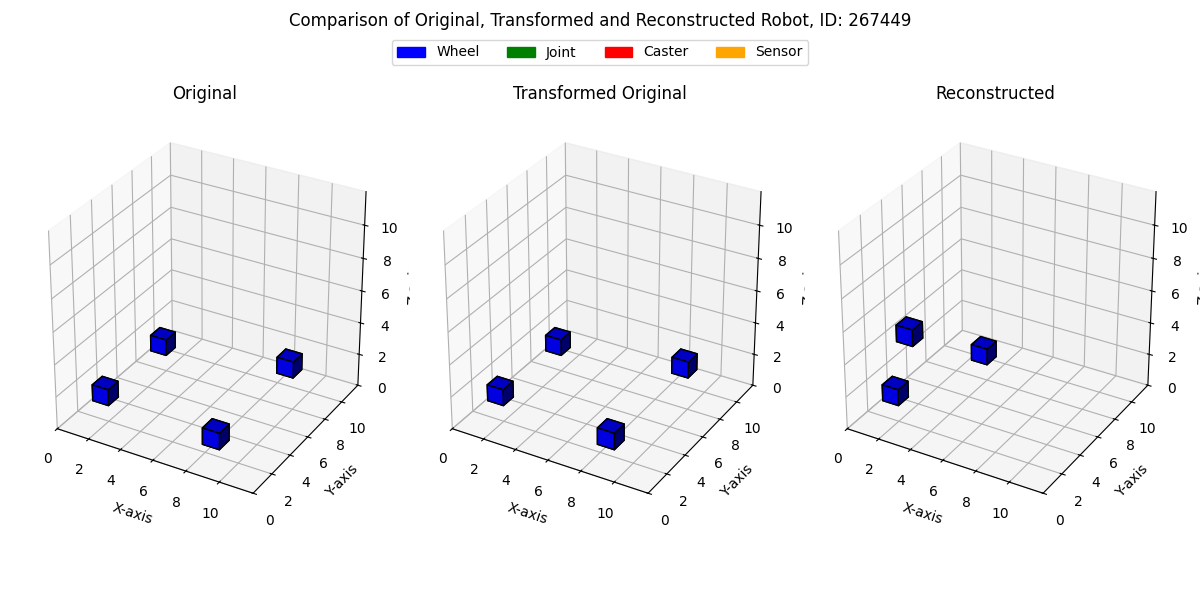 Comparison of Original, Transformed and Reconstructed Robot, ID: 267449
Wheel Joint Caster Sensor
Original
Transformed Original
Reconstructed
0 2 4 6 8 10
X-axis
0 2 4 6 8 10
Y-axis
0 2 4 6 8 10
0 2 4 6 8 10
X-axis
0 2 4 6 8 10
Y-axis
0 2 4 6 8 10
0 2 4 6 8 10
X-axis
0 2 4 6 8 10
Y-axis
0 2 4 6 8 10